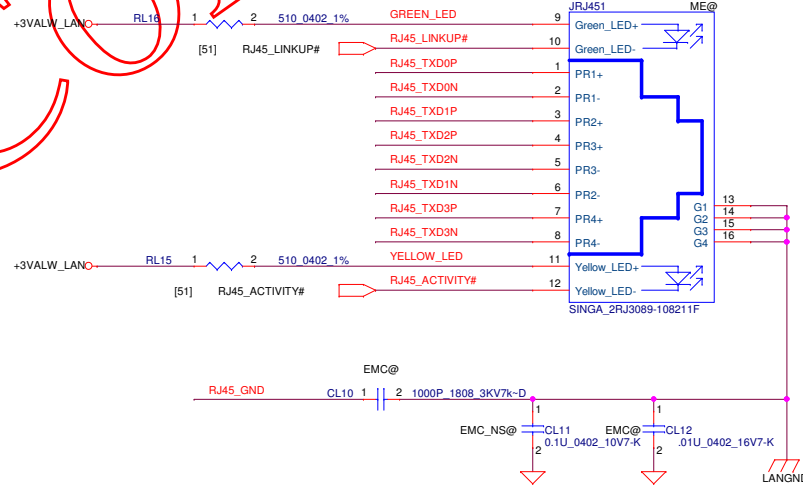 JRJ451 ME@
+3VALW_LAN RL16 1 2 510_0402_1% GREEN_LED 9 Green_LED+
[51] RJ45_LINKUP# RJ45_LINKUP# 10 Green_LED-
RJ45_TXD0P 1 PR1+
RJ45_TXD0N 2 PR1-
RJ45_TXD1P 3 PR2+
RJ45_TXD2P 4 PR3+
RJ45_TXD2N 5 PR3-
RJ45_TXD1N 6 PR2-
RJ45_TXD3P 7 PR4+
RJ45_TXD3N 8 PR4-
G1 13
G2 14
G3 15
G4 16
+3VALW_LAN RL15 1 2 510_0402_1% YELLOW_LED 11 Yellow_LED+
[51] RJ45_ACTIVITY# RJ45_ACTIVITY# 12 Yellow_LED-
SINGA_2RJ3089-108211F
EMC@
RJ45_GND CL10 1 2 1000P_1808_3KV7k~D
1 1
EMC_NS@ CL11 EMC@ CL12
0.1U_0402_10V7-K .01U_0402_16V7-K
2 2
LANGND